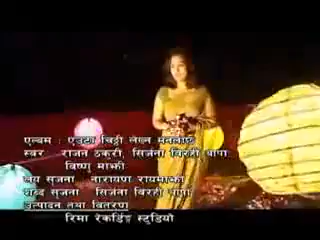 एल्बम : एउटा चिट्ठी लेख्न मनलाछ
स्वर राजन ठकुरी, सिर्जना विरही थापा,
विष्णु माझी
लय सृजना नारायण रायमाझी
शब्द सृजना सिर्जना विरही थापा
उत्पादन तथा वितरण
रिमा रेकर्डिङ स्टुडियो